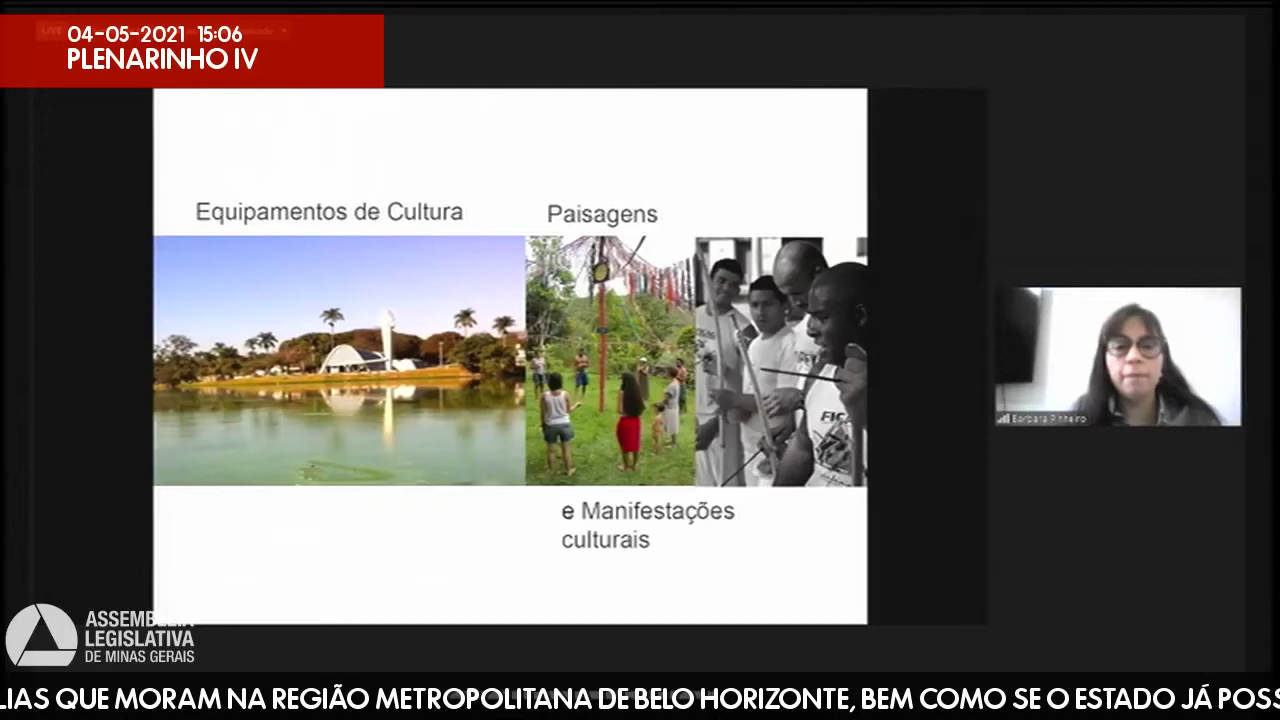 04-05-2021 15:06
PLENARINHO IV
Equipamentos de Cultura
Paisagens
e Manifestações
culturais
FICA
Barbara Pinheiro
ASSEMBLEIA
LEGISLATIVA
DE MINAS GERAIS
LIAS QUE MORAM NA REGIÃO METROPOLITANA DE BELO HORIZONTE, BEM COMO SE O ESTADO JÁ POSS